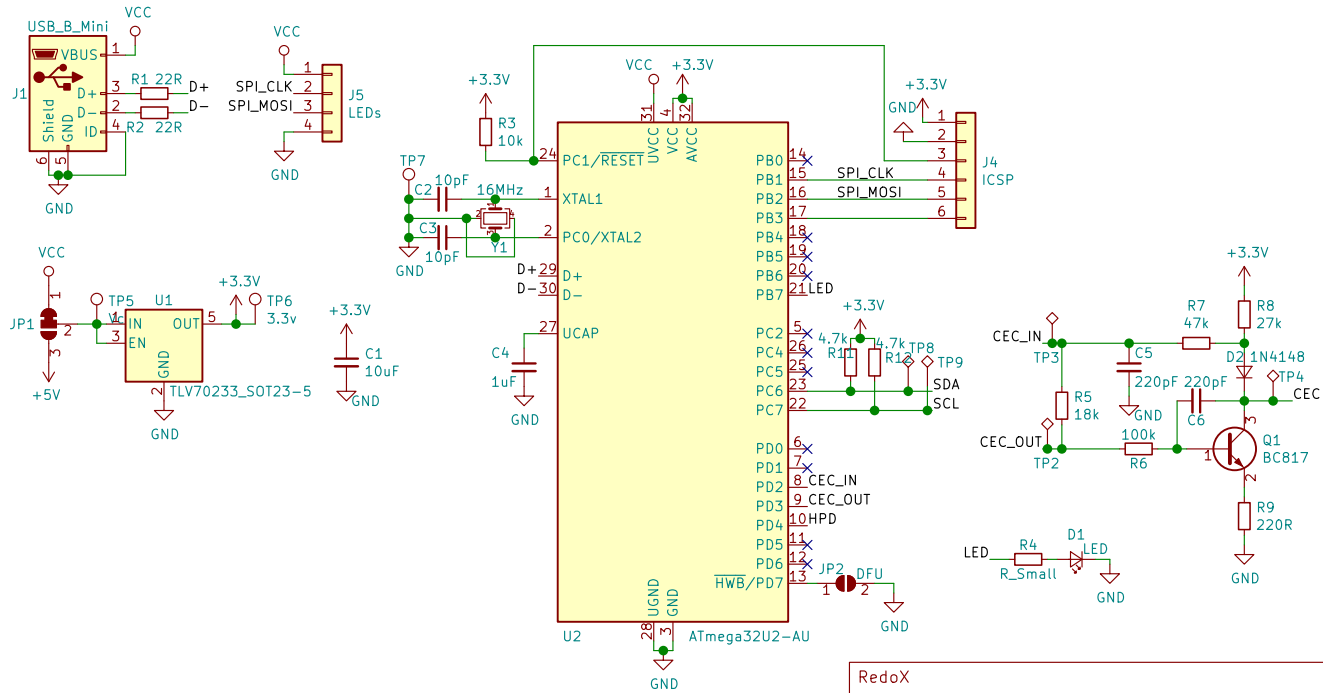 USB_B_Mini
VCC
J1
VBUS 1
D+ 3
D- 2
ID 4
Shield 6
GND 5
R1 22R D+
R2 22R D-
GND
VCC
SPI_CLK
SPI_MOSI
1
2
3
4
J5
LEDs
GND
VCC
JP1
1
2
3
+5V
TP5
Vc
U1
1 IN
3 EN
OUT 5
GND
2
TLV70233_SOT23-5
GND
+3.3V
TP6
3.3v
+3.3V
C1
10uF
GND
+3.3V
R3
10k
TP7
C2 10pF
16MHz
1
2
4
3
Y1
C3
10pF
GND
D+
D-
C4
1uF
GND
VCC
+3.3V
31 UVCC
4 VCC
32 AVCC
24 PC1/RESET
1 XTAL1
2 PC0/XTAL2
29 D+
30 D-
27 UCAP
PB0 14
PB1 15
PB2 16
PB3 17
PB4 18
PB5 19
PB6 20
PB7 21 LED
PC2 5
PC4 26
PC5 25
PC6 23
PC7 22
PD0 6
PD1 7
PD2 8 CEC_IN
PD3 9 CEC_OUT
PD4 10 HPD
PD5 11
PD6 12
HWB/PD7 13
28 UGND
3 GND
U2
ATmega32U2-AU
GND
SPI_CLK
SPI_MOSI
+3.3V
GND
1
2
3
4
5
6
J4
ICSP
+3.3V
4.7k
R11
4.7k
R12
TP8
TP9
SDA
SCL
JP2
1
2
DFU
GND
CEC_IN
TP3
C5
220pF
GND
R7
47k
+3.3V
R8
27k
D2 1N4148
TP4
CEC
220pF
C6
R5
18k
CEC_OUT
TP2
100k
R6
1
3
2
Q1
BC817
R9
220R
GND
LED
R4
R_Small
D1
LED
GND
RedoX